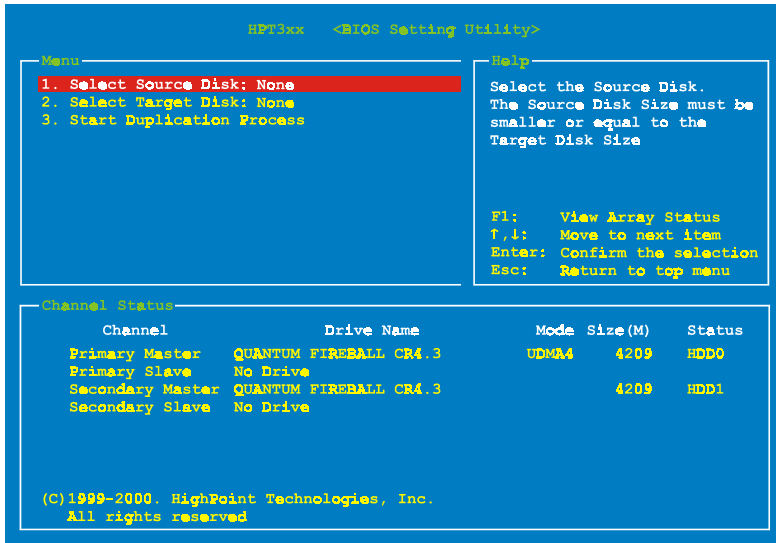 HPT3xx <BIOS Setting Utility>
Menu
1. Select Source Disk: None
2. Select Target Disk: None
3. Start Duplication Process
Help
Select the Source Disk.
The Source Disk Size must be
smaller or equal to the
Target Disk Size
F1: View Array Status
↑,↓: Move to next item
Enter: Confirm the selection
Esc: Return to top menu
Channel Status
Channel Drive Name Mode Size(M) Status
Primary Master QUANTUM FIREBALL CR4.3 UDMA4 4209 HDD0
Primary Slave No Drive
Secondary Master QUANTUM FIREBALL CR4.3 4209 HDD1
Secondary Slave No Drive
(C)1999-2000. HighPoint Technologies, Inc.
All rights reserved